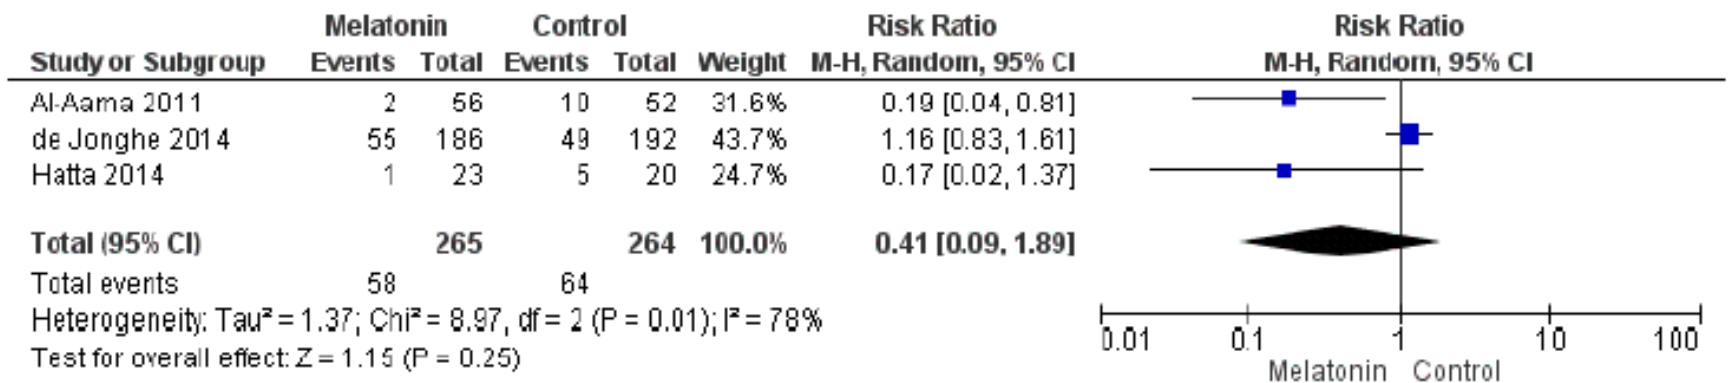 Melatonin Control Risk Ratio Risk Ratio
Study or Subgroup Events Total Events Total Weight M-H, Random, 95% CI M-H, Random, 95% CI
Al-Aama 2011 2 56 10 52 31.6% 0.19 [0.04, 0.81]
de Jonghe 2014 55 186 49 192 43.7% 1.16 [0.83, 1.61]
Hatta 2014 1 23 5 20 24.7% 0.17 [0.02, 1.37]
Total (95% CI) 265 264 100.0% 0.41 [0.09, 1.89]
Total events 58 64
Heterogeneity: Tau² = 1.37; Chi² = 8.97, df = 2 (P = 0.01); I² = 78%
Test for overall effect: Z = 1.15 (P = 0.25)
0.01 0.1 1 10 100
Melatonin Control